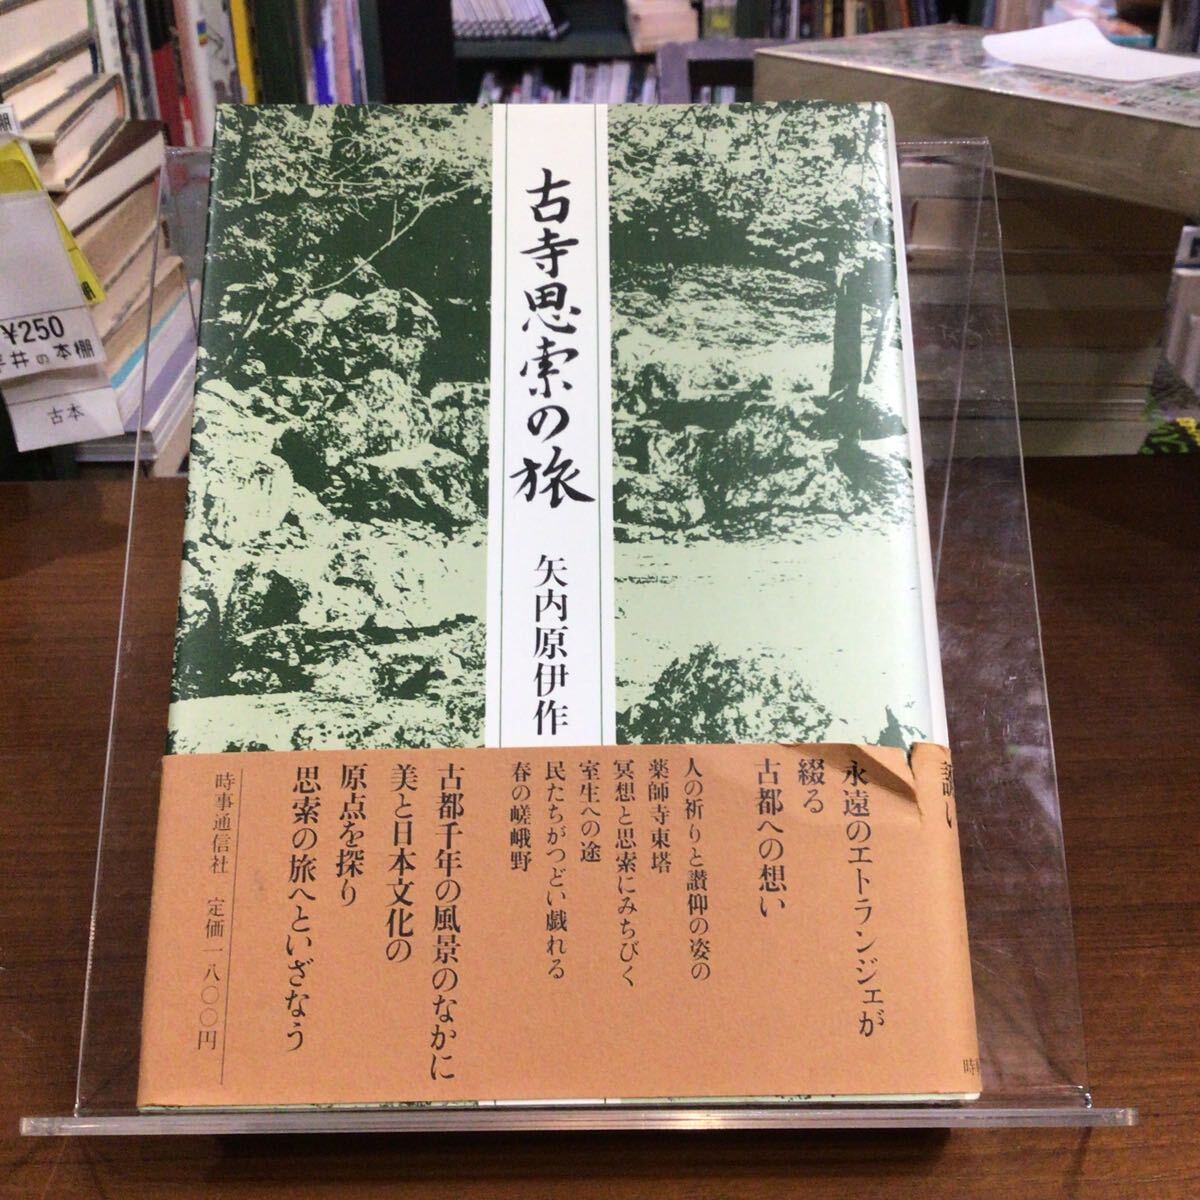 古寺思索の旅
矢内原伊作
永遠のエトランジェが
綴る
古都への想い
人の祈りと讃仰の姿の
薬師寺東塔
冥想と思索にみちびく
室生への途
民たちがつどい戯れる
春の嵯峨野
古都千年の風景のなかに
美と日本文化の
原点を探り
思索の旅へといざなう
時事通信社 定価一八〇〇円
¥250
井の本棚
古本
棚
時